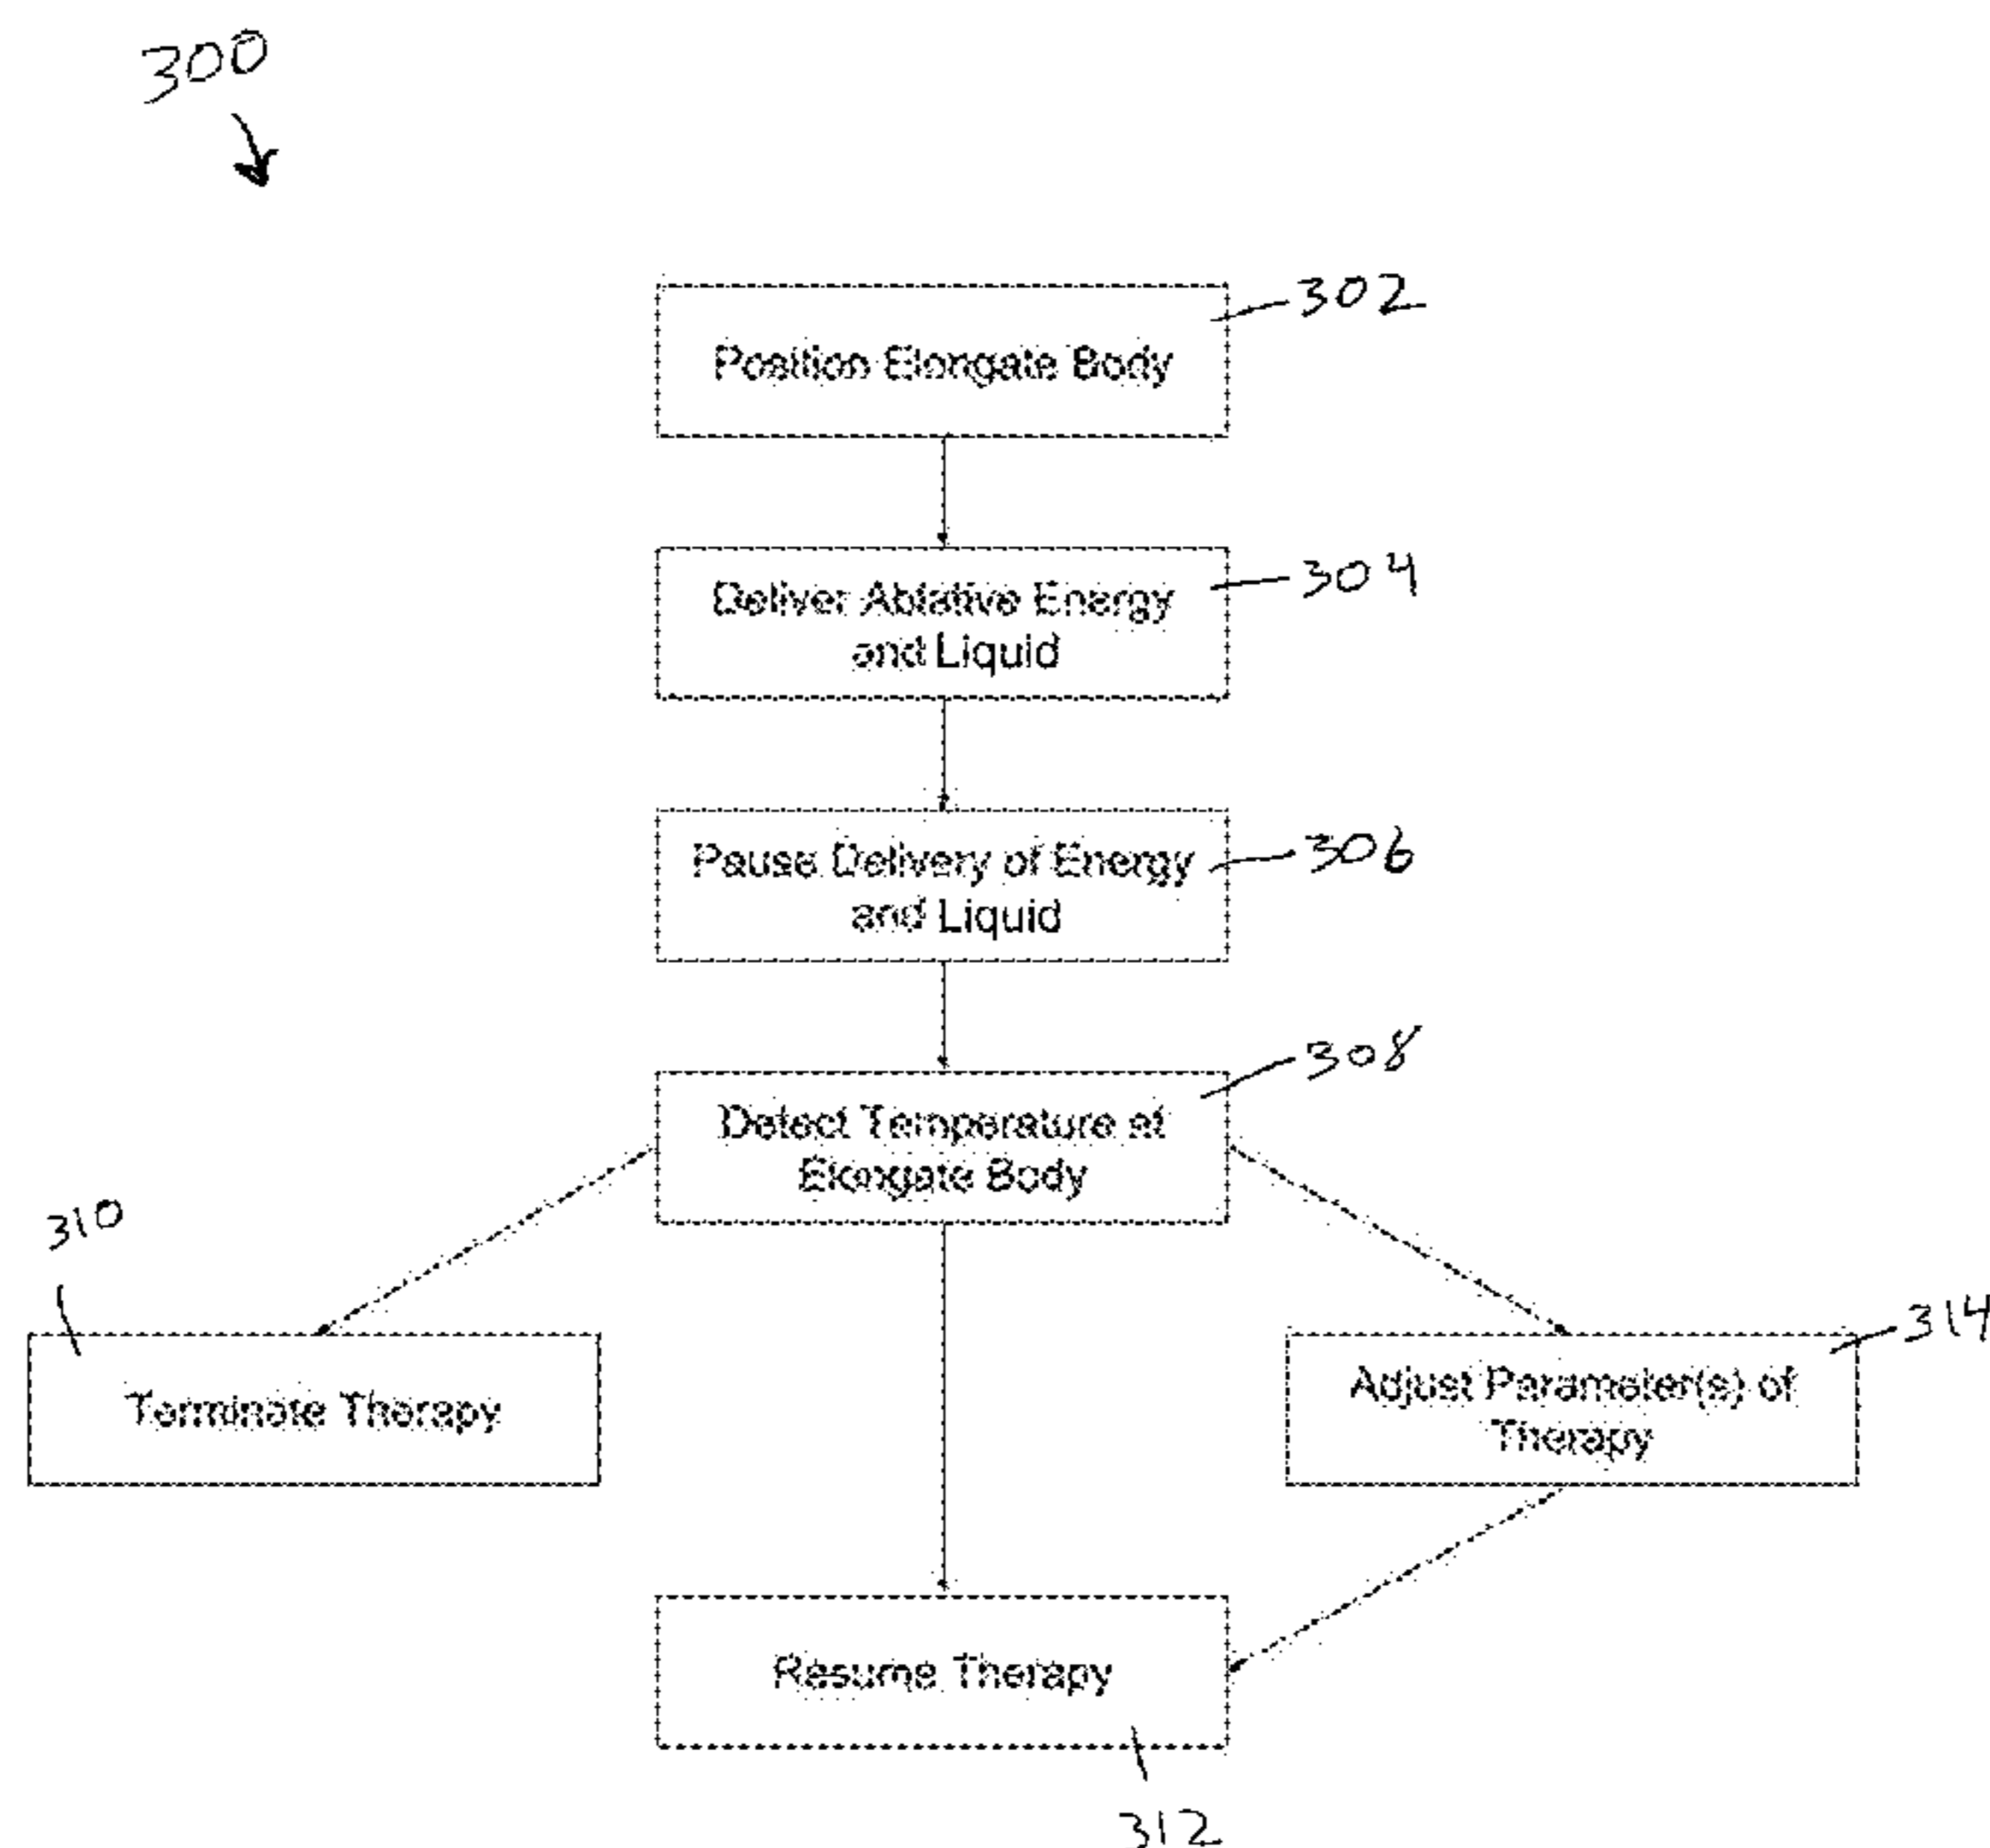 300
302
Position Elongate Body
304
Deliver Ablative Energy
and Liquid
306
Pause Delivery of Energy
and Liquid
308
Detect Temperature at
Elongate Body
310
314
Terminate Therapy
Adjust Parameter(s) of
Therapy
Resume Therapy
312